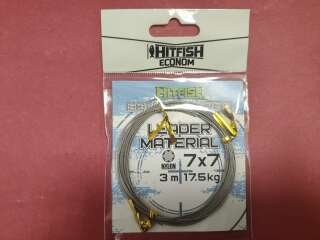 HITFISH
ECONOM
HITFISH
LEADER
MATERIAL
NYLON
7x7
3 m 17.5kg